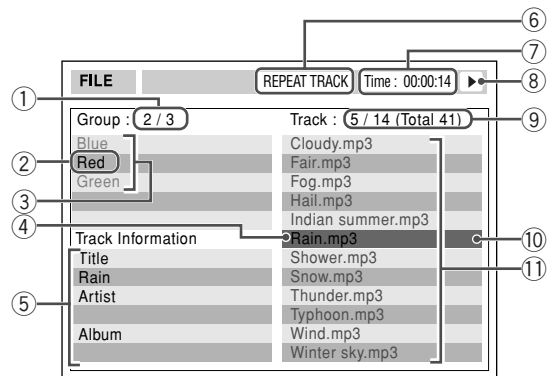 ⑥
⑦
FILE REPEAT TRACK Time : 00:00:14 ⑧
①
Group : 2 / 3 Track : 5 / 14 (Total 41) ⑨
Blue Cloudy.mp3
② Red Fair.mp3
Green Fog.mp3
③ Hail.mp3
④ Indian summer.mp3
Track Information Rain.mp3 ⑩
Title Shower.mp3 ⑪
Rain Snow.mp3
⑤ Artist Thunder.mp3
Typhoon.mp3
Album Wind.mp3
Winter sky.mp3